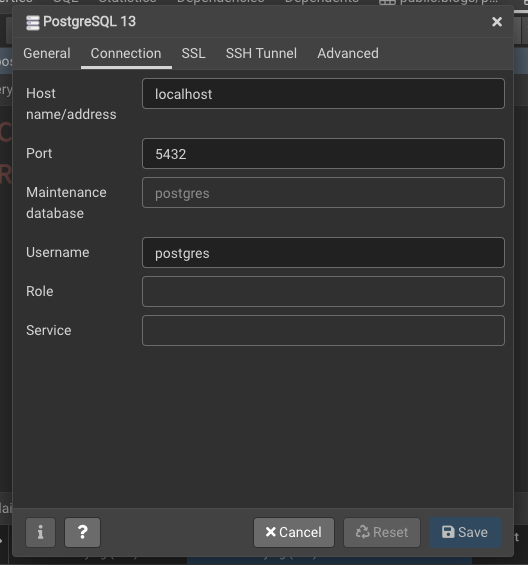 PostgreSQL 13
General Connection SSL SSH Tunnel Advanced
Host
name/address
localhost
Port
5432
Maintenance
database
postgres
Username
postgres
Role
Service
i ? Cancel Reset Save